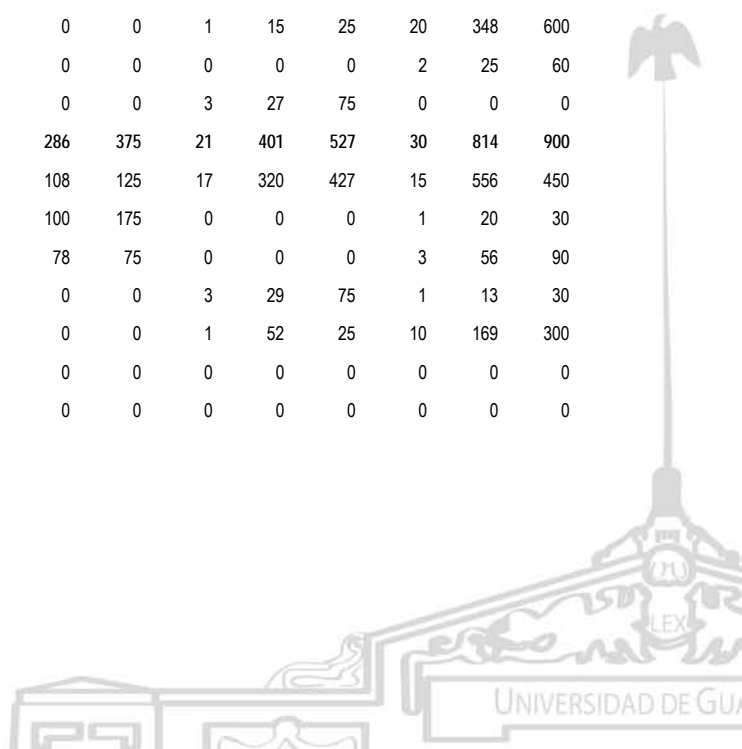 0 0 1 15 25 20 348 600
0 0 0 0 0 2 25 60
0 0 3 27 75 0 0 0
286 375 21 401 527 30 814 900
108 125 17 320 427 15 556 450
100 175 0 0 0 1 20 30
78 75 0 0 0 3 56 90
0 0 3 29 75 1 13 30
0 0 1 52 25 10 169 300
0 0 0 0 0 0 0 0
0 0 0 0 0 0 0 0
LEX
UNIVERSIDAD DE GUA